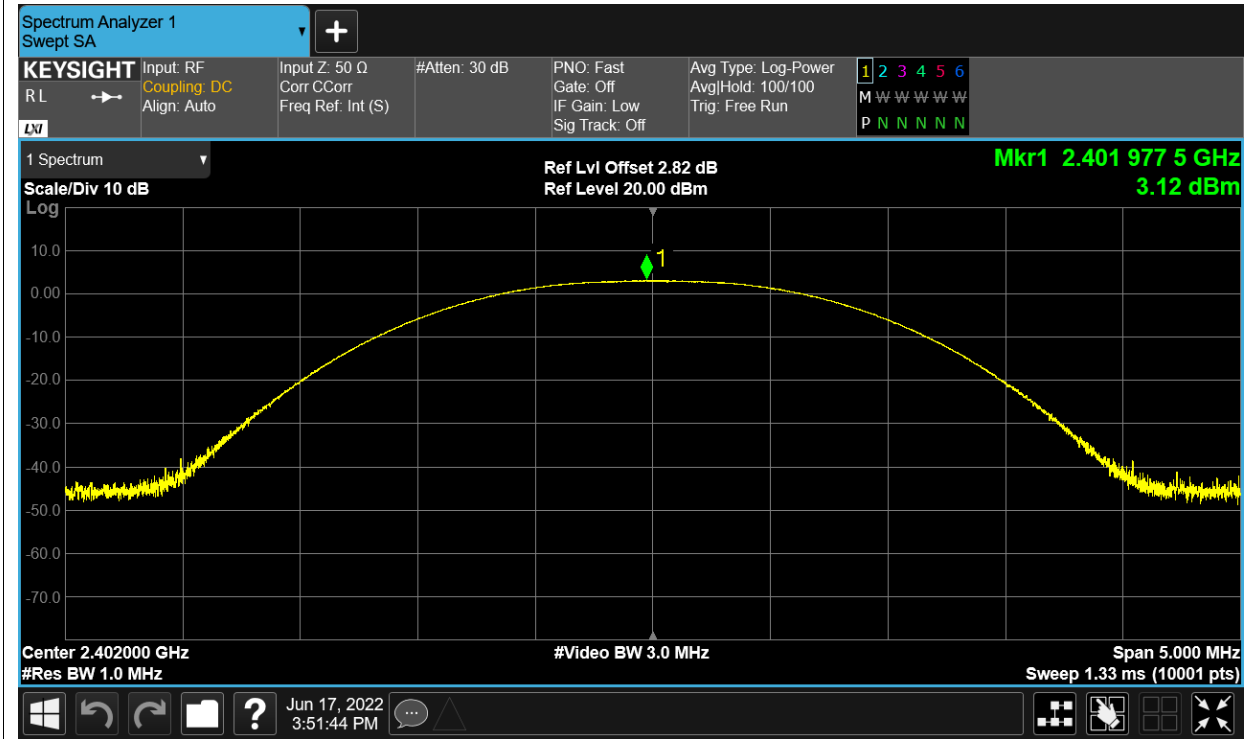 Spectrum Analyzer 1
Swept SA
+
KEYSIGHT
R L
LXI
Input: RF
Coupling: DC
Align: Auto
Input Z: 50 Ω
Corr CCorr
Freq Ref: Int (S)
#Atten: 30 dB
PNO: Fast
Gate: Off
IF Gain: Low
Sig Track: Off
Avg Type: Log-Power
Avg|Hold: 100/100
Trig: Free Run
1 2 3 4 5 6
M W W W W W
P N N N N N
1 Spectrum
Scale/Div 10 dB
Log
Ref Lvl Offset 2.82 dB
Ref Level 20.00 dBm
Mkr1 2.401 977 5 GHz
3.12 dBm
1
10.0
0.00
-10.0
-20.0
-30.0
-40.0
-50.0
-60.0
-70.0
Center 2.402000 GHz
#Res BW 1.0 MHz
#Video BW 3.0 MHz
Span 5.000 MHz
Sweep 1.33 ms (10001 pts)
?
Jun 17, 2022
3:51:44 PM